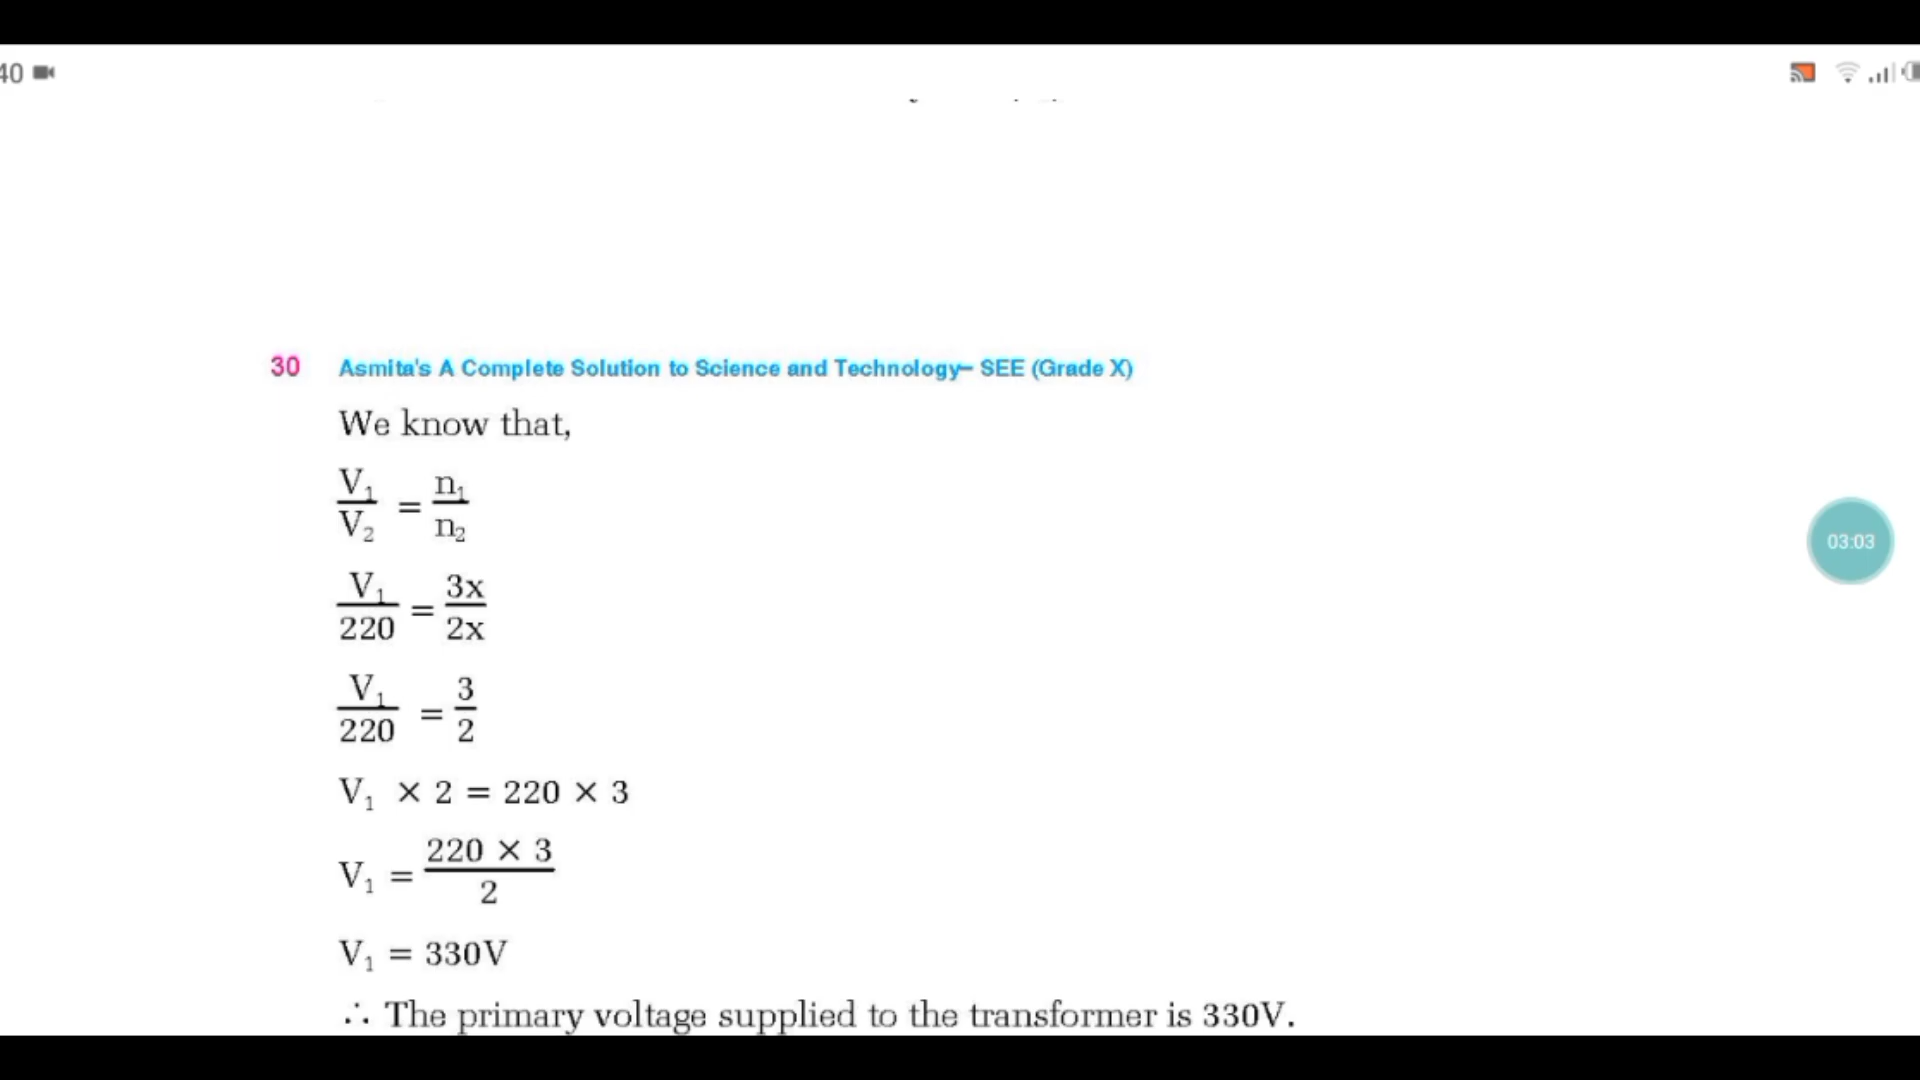 40
30 Asmita's A Complete Solution to Science and Technology– SEE (Grade X)
We know that,
V₁/V₂ = n₁/n₂
V₁/220 = 3x/2x
V₁/220 = 3/2
V₁ × 2 = 220 × 3
V₁ = 220 × 3/2
V₁ = 330V
∴ The primary voltage supplied to the transformer is 330V.
03:03